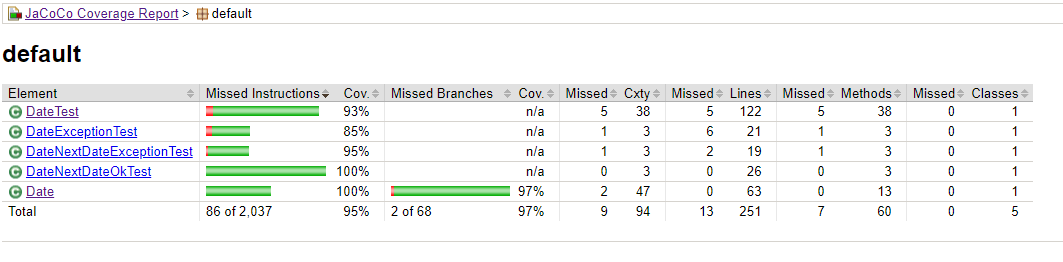 JaCoCo Coverage Report > default
default
Element Missed Instructions Cov. Missed Branches Cov. Missed Cxty Missed Lines Missed Methods Missed Classes
DateTest 93% n/a 5 38 5 122 5 38 0 1
DateExceptionTest 85% n/a 1 3 6 21 1 3 0 1
DateNextDateExceptionTest 95% n/a 1 3 2 19 1 3 0 1
DateNextDateOkTest 100% n/a 0 3 0 26 0 3 0 1
Date 100% 97% 2 47 0 63 0 13 0 1
Total 86 of 2,037 95% 2 of 68 97% 9 94 13 251 7 60 0 5